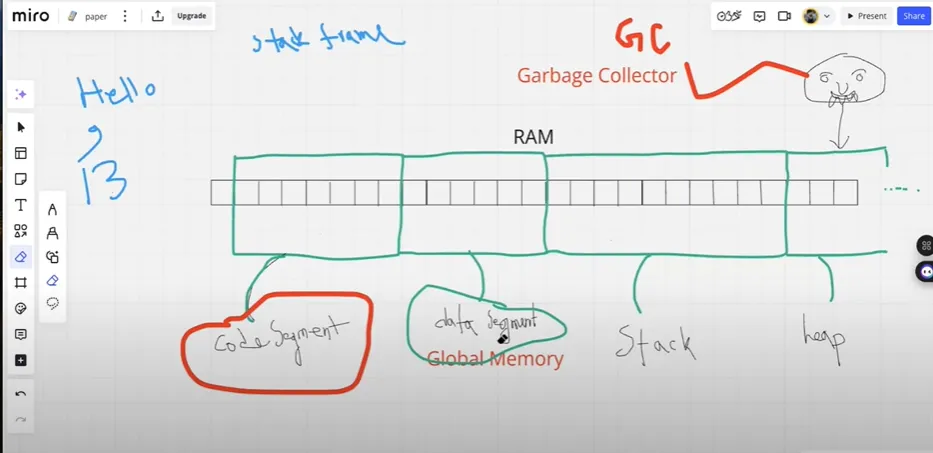 miro
paper
Upgrade
Present
Share
stack frame
GC
Garbage Collector
Hello
,
13
RAM
code segment
data segment
Global Memory
Stack
heap